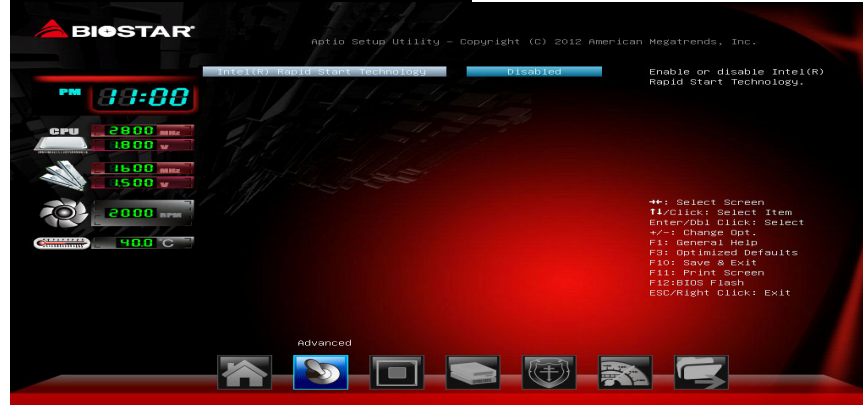 BIOSTAR
Aptio Setup Utility – Copyright (C) 2012 American Megatrends, Inc.
Intel(R) Rapid Start Technology Disabled
Enable or disable Intel(R)
Rapid Start Technology.
PM 11:00
CPU 2800 MHz
1.800 V
1600 MHz
1.500 V
2000 RPM
40.0 °C
→←: Select Screen
↑↓/Click: Select Item
Enter/Dbl Click: Select
+/-: Change Opt.
F1: General Help
F3: Optimized Defaults
F10: Save & Exit
F11: Print Screen
F12:BIOS Flash
ESC/Right Click: Exit
Advanced